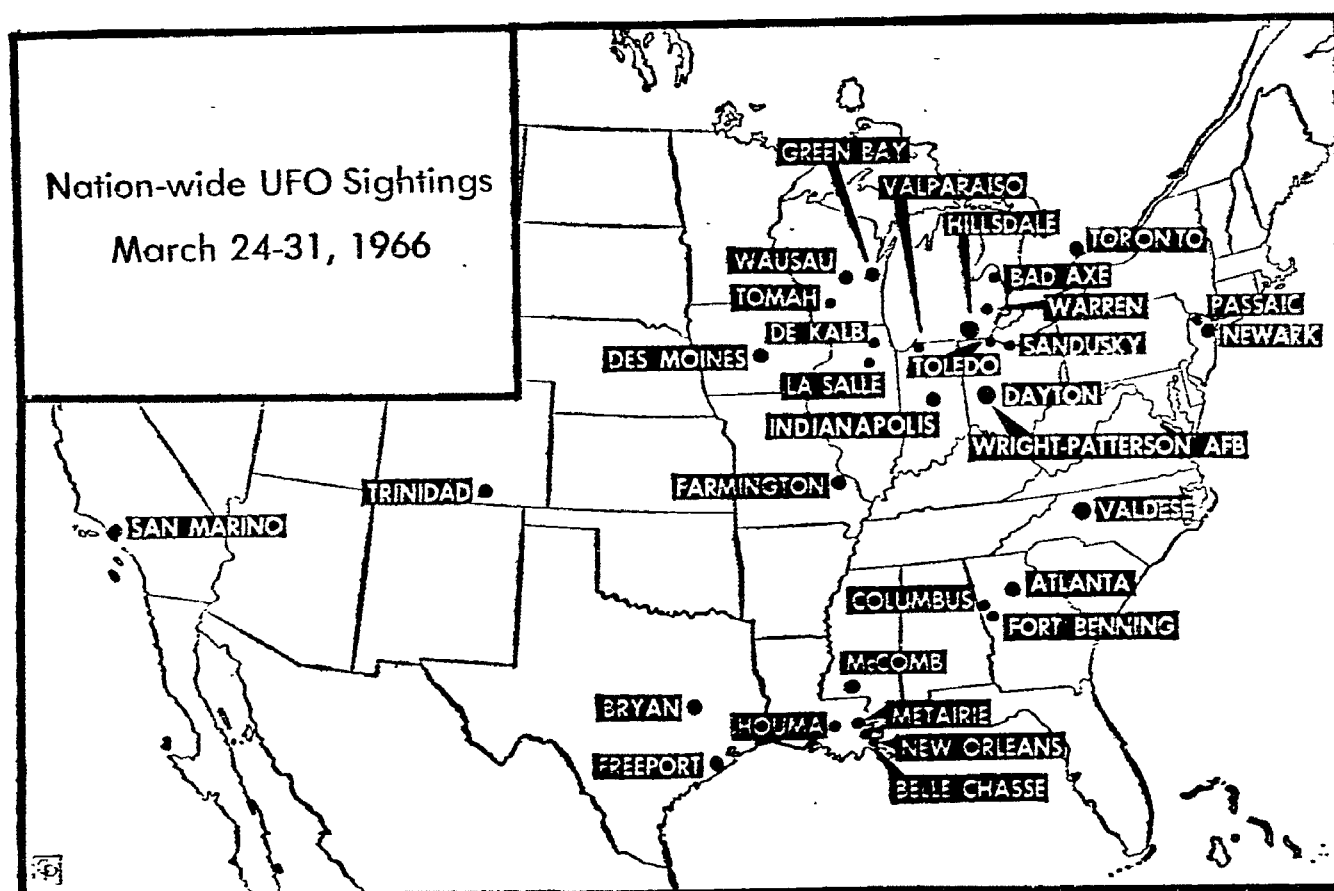 Nation-wide UFO Sightings
March 24-31, 1966
GREEN BAY
VALPARAISO
HILLSDALE
TORONTO
WAUSAU
BAD AXE
TOMAH
WARREN
PASSAIC
DE KALB
NEWARK
DES MOINES
SANDUSKY
TOLEDO
LA SALLE
DAYTON
INDIANAPOLIS
WRIGHT-PATTERSON AFB
TRINIDAD
FARMINGTON
VALDESE
SAN MARINO
ATLANTA
COLUMBUS
FORT BENNING
McCOMB
BRYAN
METAIRIE
HOUMA
NEW ORLEANS
FREEPORT
BELLE CHASSE